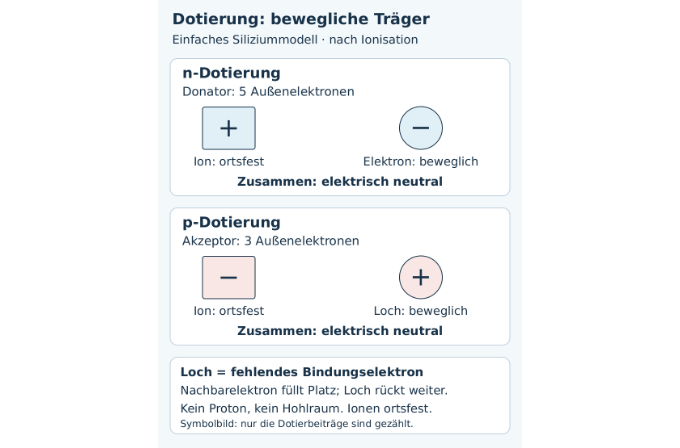 Dotierung: bewegliche Träger
Einfaches Siliziummodell · nach Ionisation
n-Dotierung
Donator: 5 Außenelektronen
+ −
Ion: ortsfest Elektron: beweglich
Zusammen: elektrisch neutral
p-Dotierung
Akzeptor: 3 Außenelektronen
− +
Ion: ortsfest Loch: beweglich
Zusammen: elektrisch neutral
Loch = fehlendes Bindungselektron
Nachbarelektron füllt Platz; Loch rückt weiter.
Kein Proton, kein Hohlraum. Ionen ortsfest.
Symbolbild: nur die Dotierbeiträge sind gezählt.